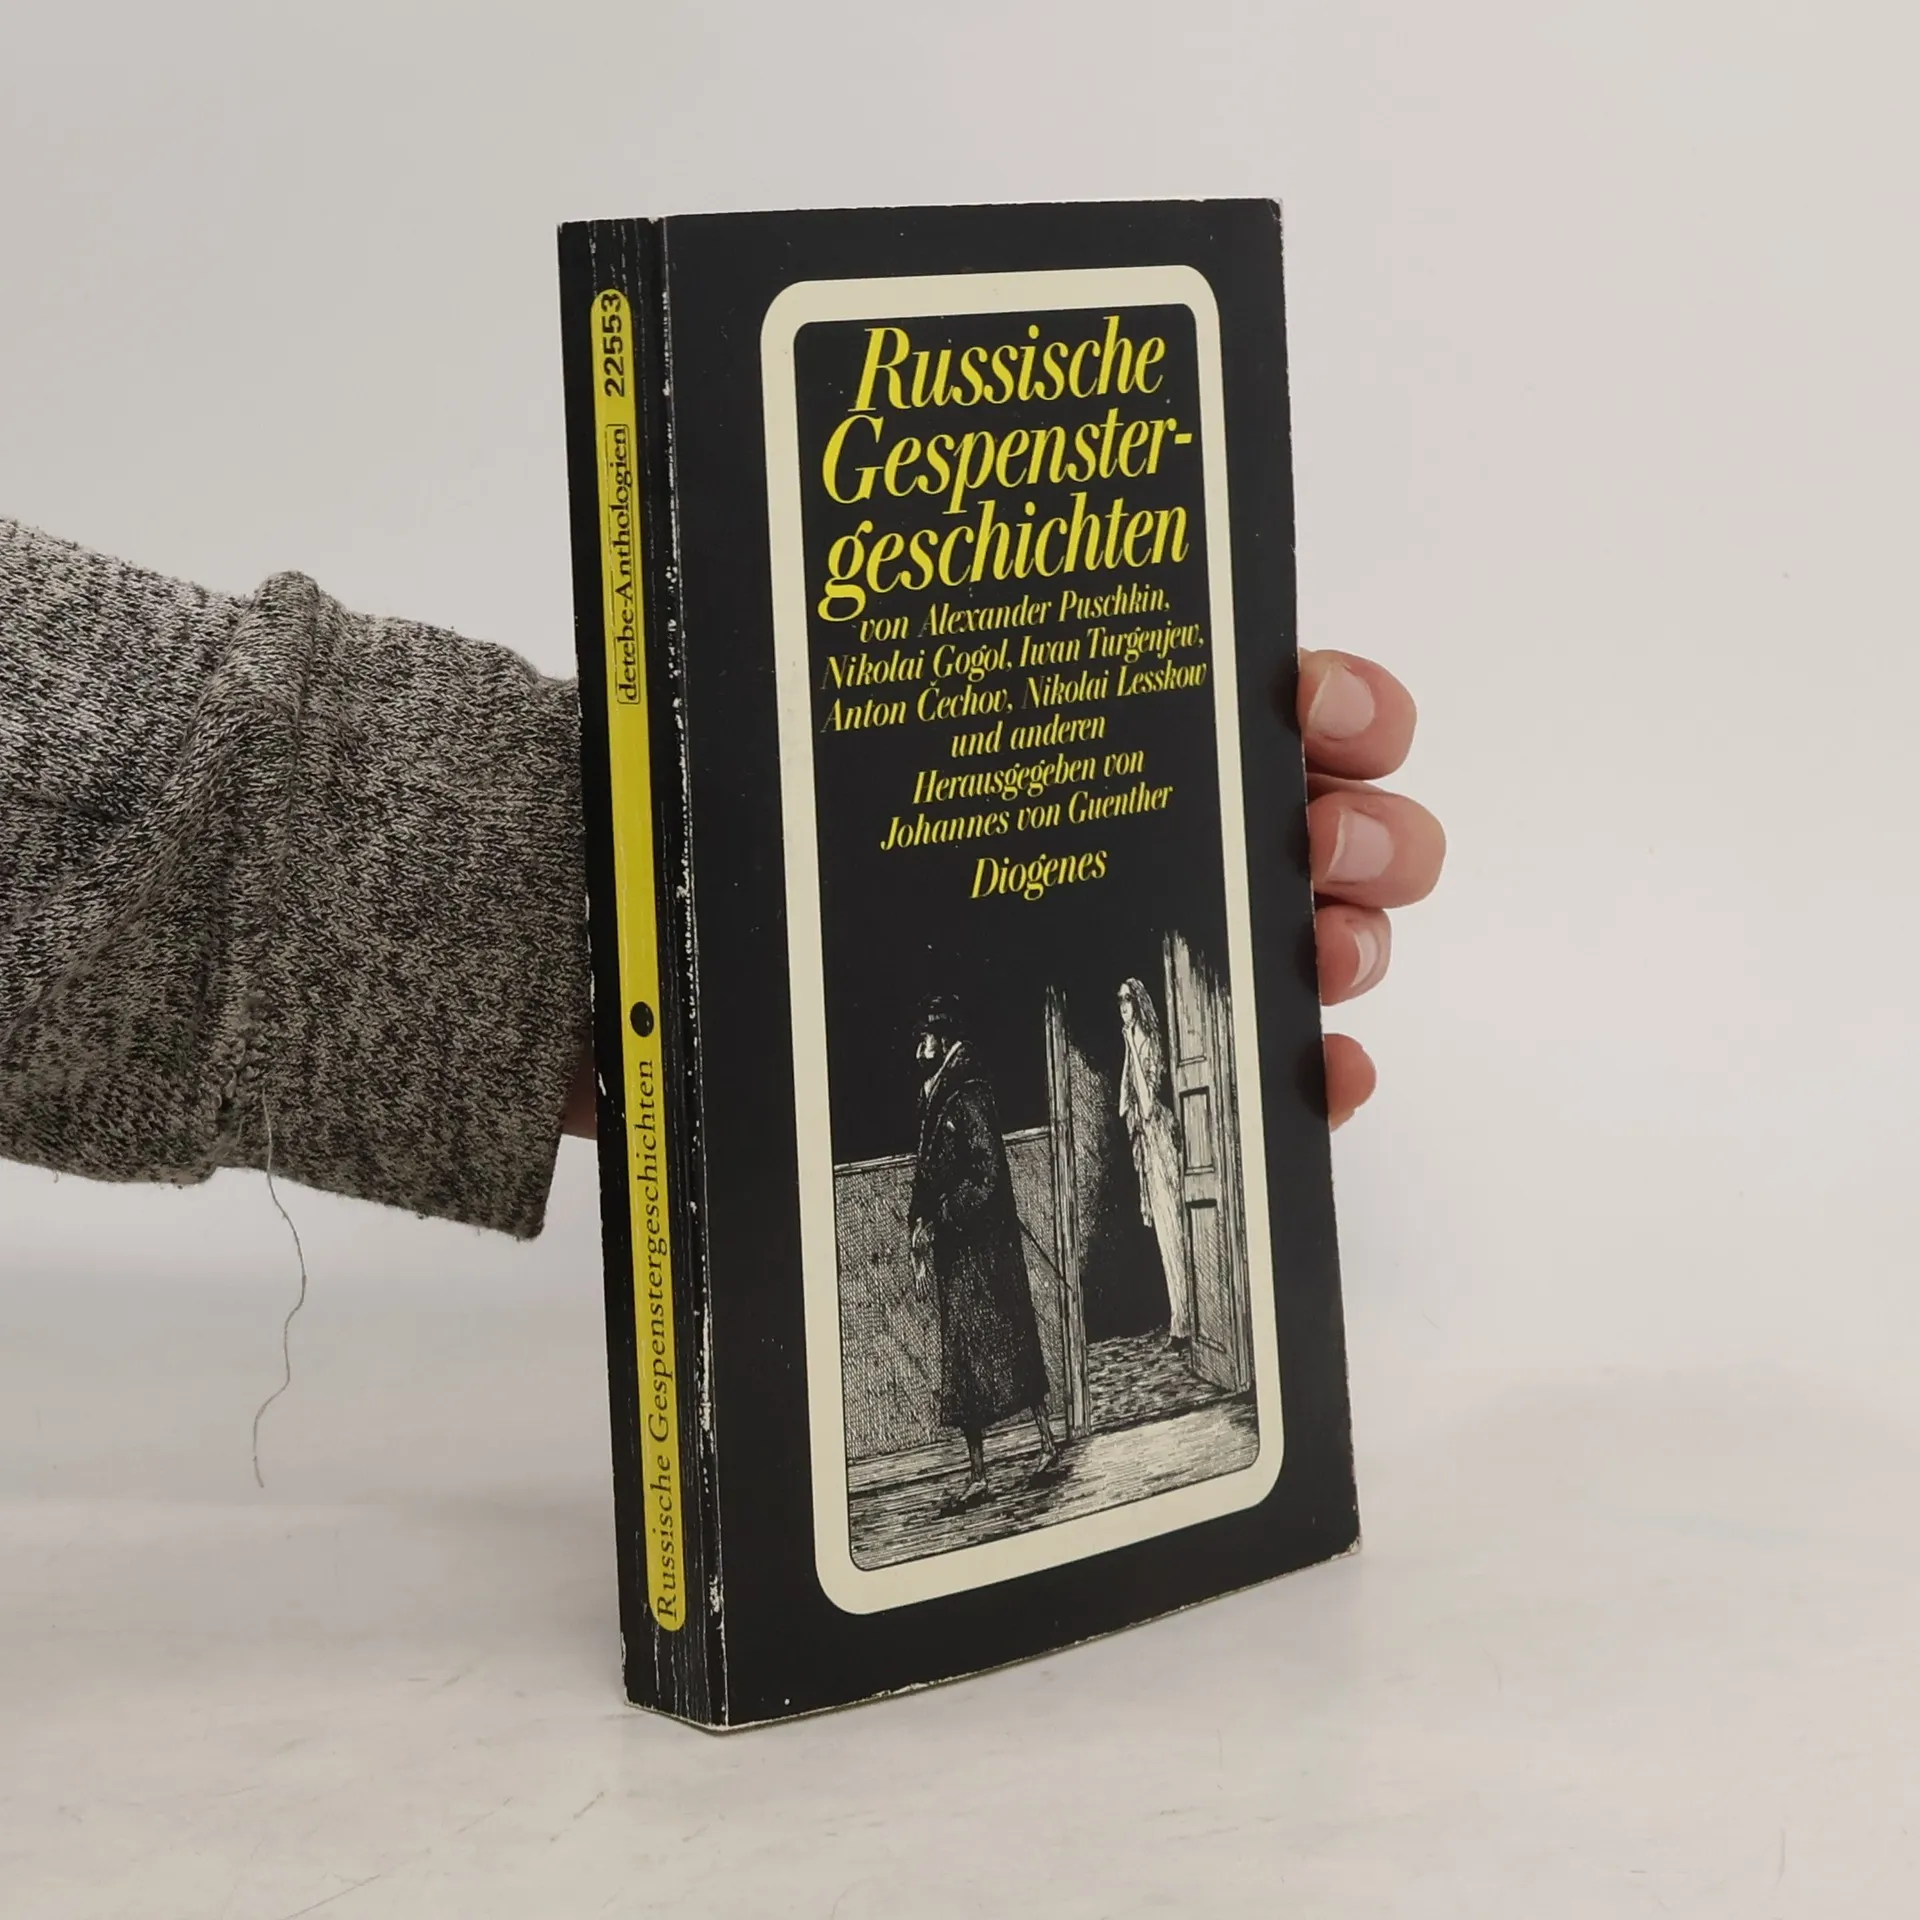 22553
detebe-Anthologien
Russische Gespenstergeschichten
Russische
Gespenster-
geschichten
von Alexander Puschkin,
Nikolai Gogol, Iwan Turgenjew,
Anton Čechov, Nikolai Lesskow
und anderen
Herausgegeben von
Johannes von Guenther
Diogenes